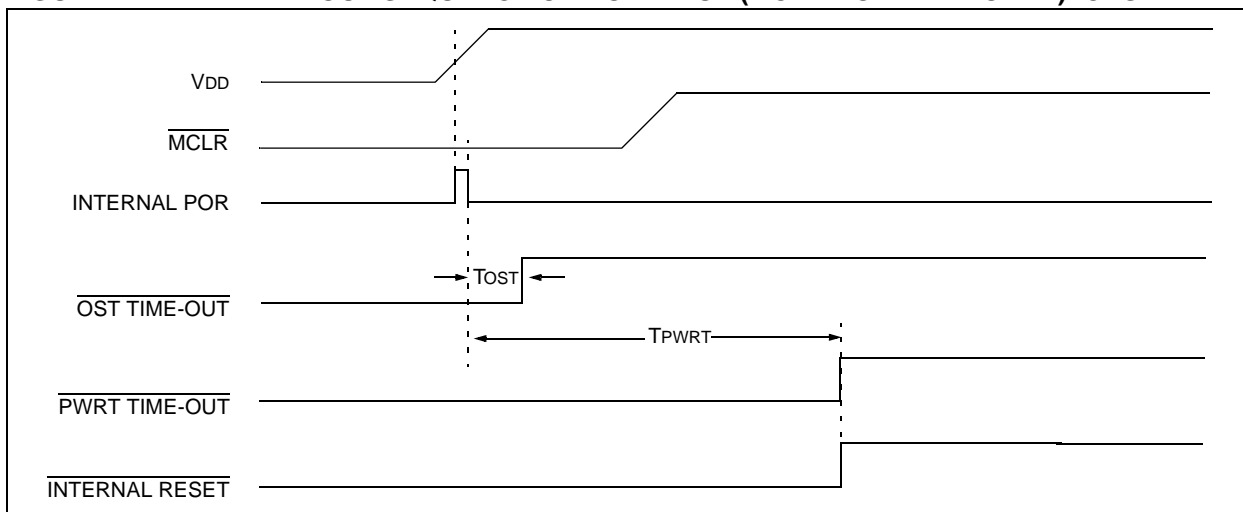 VDD
MCLR
INTERNAL POR
TOST
OST TIME-OUT
TPWRT
PWRT TIME-OUT
INTERNAL RESET